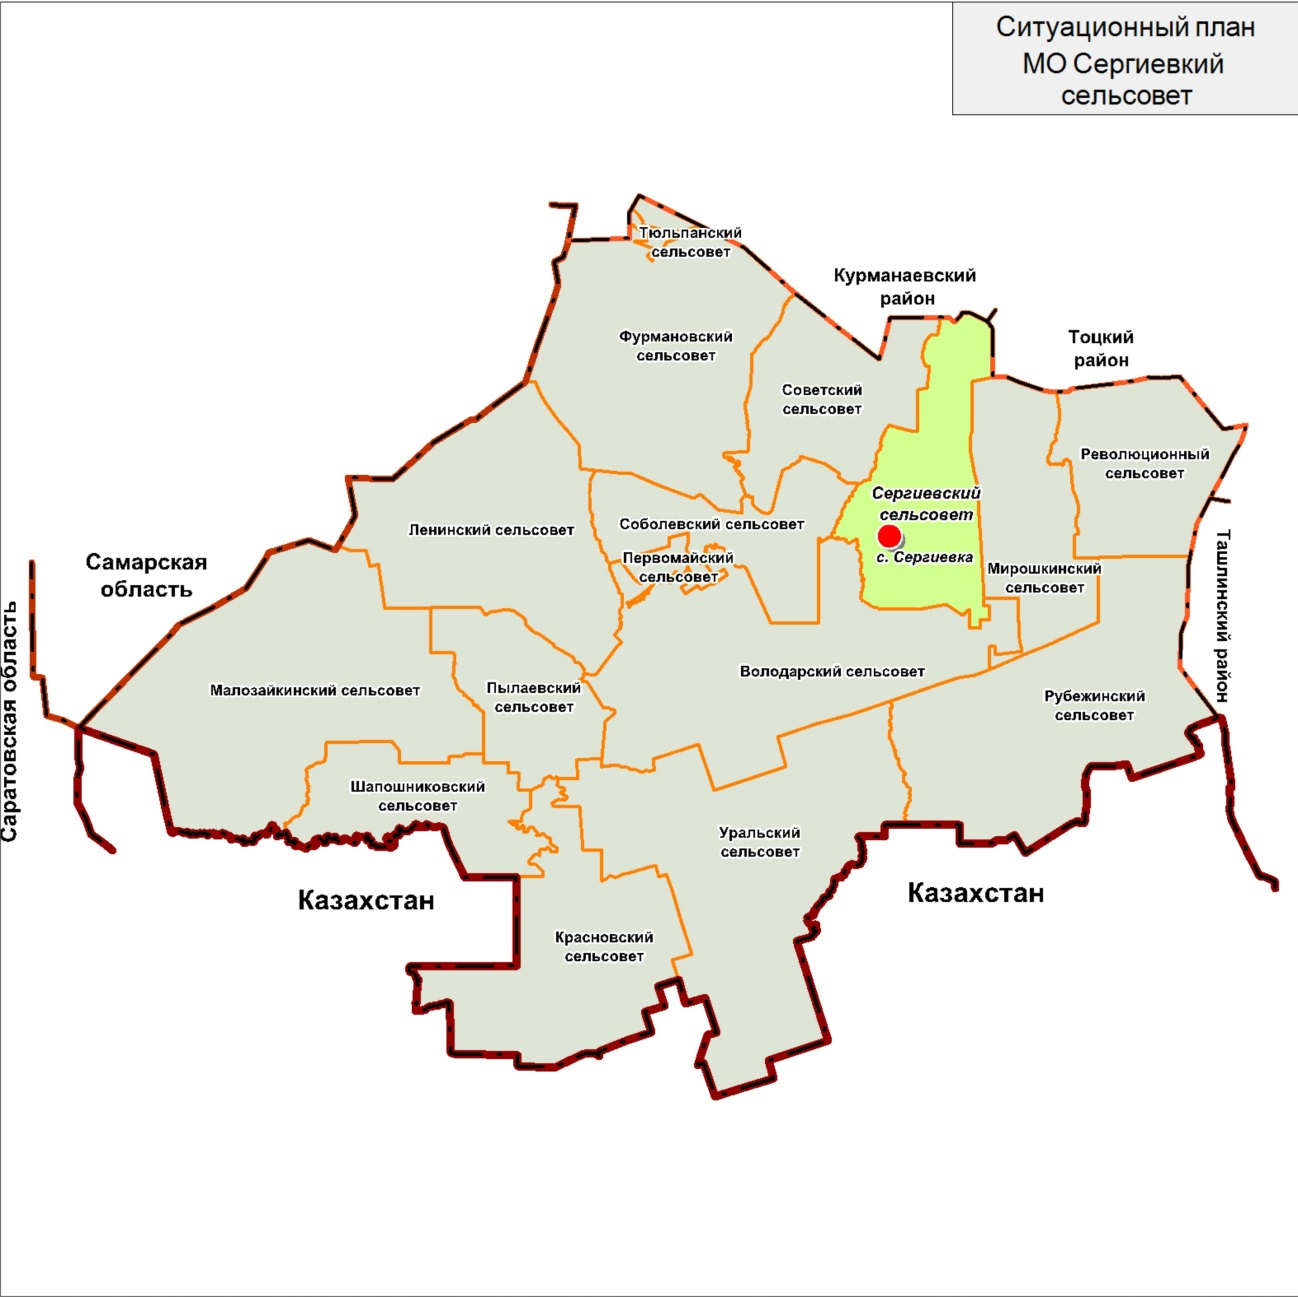 Ситуационный план
МО Сергиевкий
сельсовет
Тюльпанский
сельсовет
Курманаевский
район
Фурмановский
сельсовет
Тоцкий
район
Советский
сельсовет
Революционный
сельсовет
Сергиевский
сельсовет
Соболевский сельсовет
Ленинский сельсовет
с. Сергиевка
Первомайский
сельсовет
Мирошкинский
сельсовет
Самарская
область
Саратовская область
Ташлинский район
Володарский сельсовет
Малозайкинский сельсовет
Пылаевский
сельсовет
Рубежинский
сельсовет
Шапошниковский
сельсовет
Уральский
сельсовет
Казахстан
Казахстан
Красновский
сельсовет